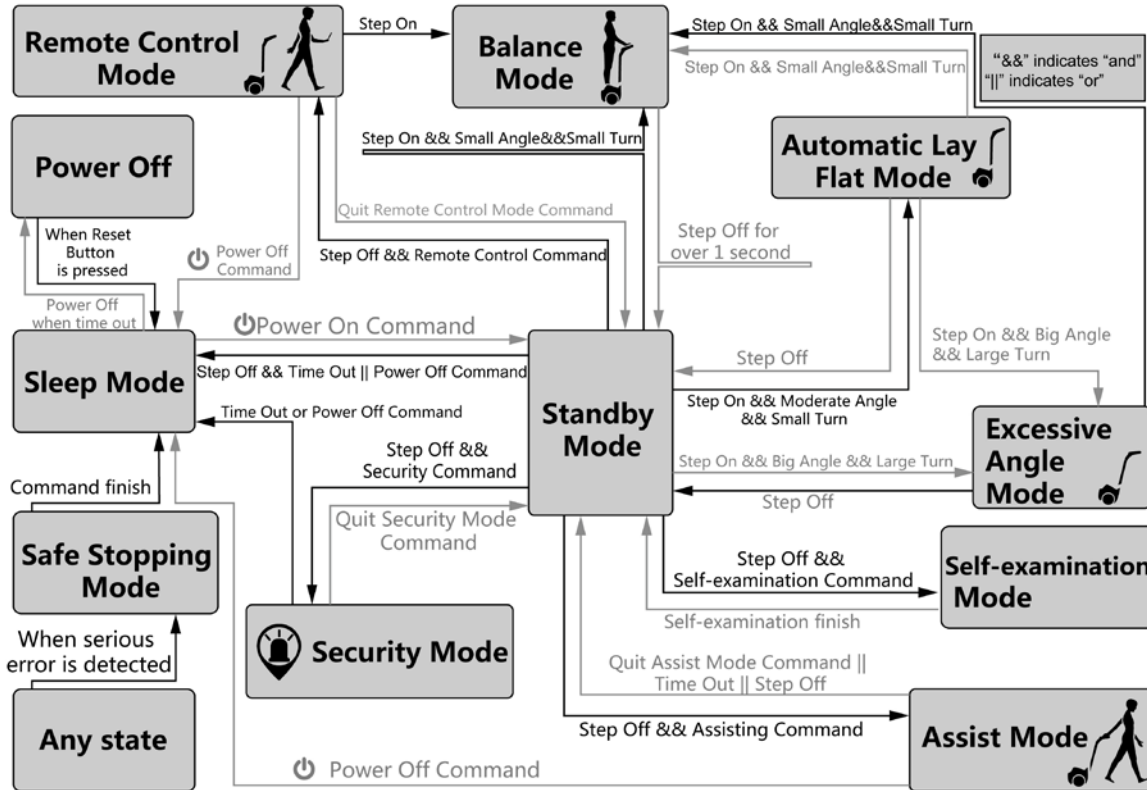 Remote Control
Mode
Step On
Balance
Mode
Step On && Small Angle&&Small Turn
Step On && Small Angle&&Small Turn
“&&” indicates “and”
“||” indicates “or”
Step On && Small Angle&&Small Turn
Power Off
Automatic Lay
Flat Mode
Quit Remote Control Mode Command
When Reset
Button
is pressed
Power Off
Command
Step Off && Remote Control Command
Step Off for
over 1 second
Power Off
when time out
Power On Command
Step On && Big Angle
&& Large Turn
Sleep Mode
Step Off && Time Out || Power Off Command
Step Off
Standby
Mode
Step On && Moderate Angle
&& Small Turn
Time Out or Power Off Command
Excessive
Angle
Mode
Step Off &&
Security Command
Step On && Big Angle && Large Turn
Step Off
Command finish
Quit Security Mode
Command
Safe Stopping
Mode
Step Off &&
Self-examination Command
Self-examination
Mode
Self-examination finish
When serious
error is detected
Security Mode
Quit Assist Mode Command ||
Time Out || Step Off
Any state
Step Off && Assisting Command
Assist Mode
Power Off Command